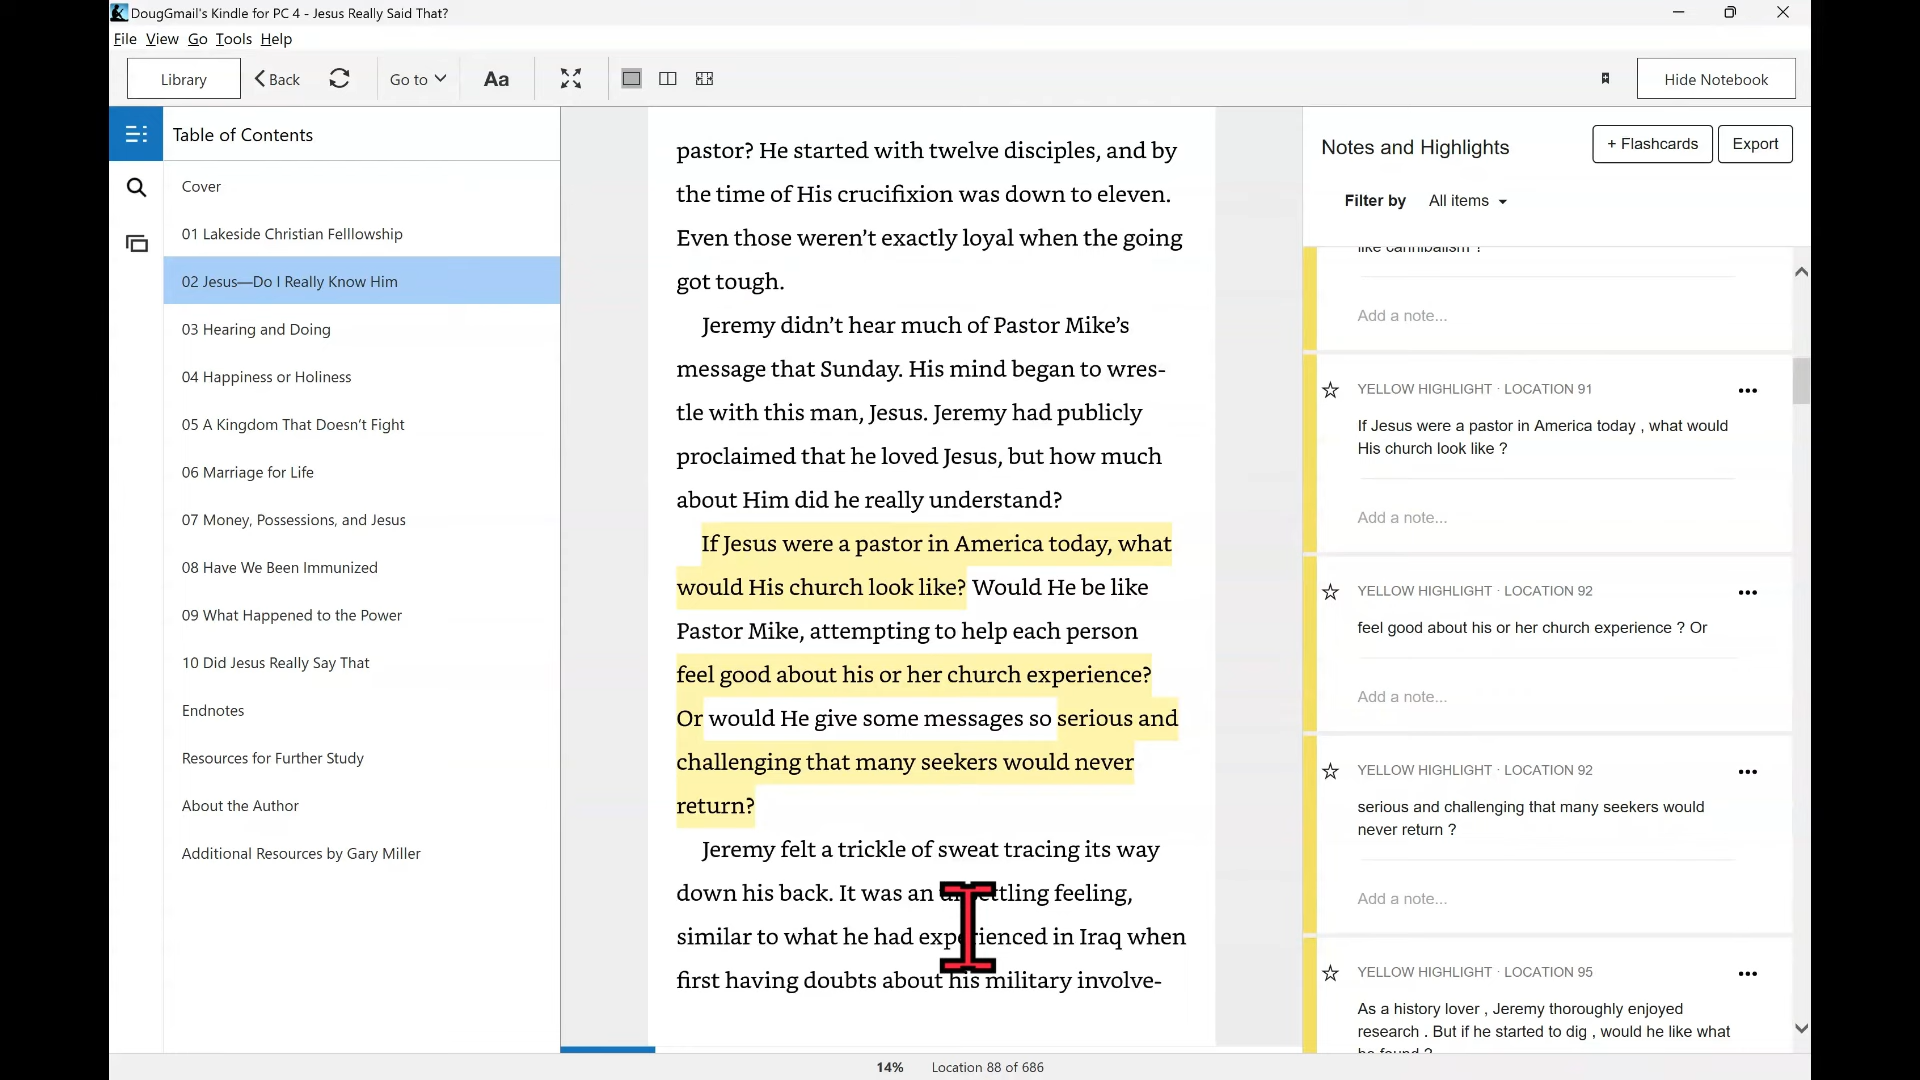 DougGmail's Kindle for PC 4 - Jesus Really Said That?
File View Go Tools Help
Library
Back
Go to
Aa
Hide Notebook
Table of Contents
Cover
01 Lakeside Christian Felllowship
02 Jesus—Do I Really Know Him
03 Hearing and Doing
04 Happiness or Holiness
05 A Kingdom That Doesn't Fight
06 Marriage for Life
07 Money, Possessions, and Jesus
08 Have We Been Immunized
09 What Happened to the Power
10 Did Jesus Really Say That
Endnotes
Resources for Further Study
About the Author
Additional Resources by Gary Miller
pastor? He started with twelve disciples, and by
the time of His crucifixion was down to eleven.
Even those weren't exactly loyal when the going
got tough.
Jeremy didn't hear much of Pastor Mike's
message that Sunday. His mind began to wres-
tle with this man, Jesus. Jeremy had publicly
proclaimed that he loved Jesus, but how much
about Him did he really understand?
If Jesus were a pastor in America today, what
would His church look like? Would He be like
Pastor Mike, attempting to help each person
feel good about his or her church experience?
Or would He give some messages so serious and
challenging that many seekers would never
return?
Jeremy felt a trickle of sweat tracing its way
down his back. It was an feeling,
similar to what he had experienced in Iraq when
first having doubts about his military involve-
Notes and Highlights
+ Flashcards
Export
Filter by All items
like cannibalism ?
Add a note...
YELLOW HIGHLIGHT · LOCATION 91
If Jesus were a pastor in America today , what would
His church look like ?
Add a note...
YELLOW HIGHLIGHT · LOCATION 92
feel good about his or her church experience ? Or
Add a note...
YELLOW HIGHLIGHT · LOCATION 92
serious and challenging that many seekers would
never return ?
Add a note...
YELLOW HIGHLIGHT · LOCATION 95
As a history lover , Jeremy thoroughly enjoyed
research . But if he started to dig , would he like what
he found ?
14% Location 88 of 686